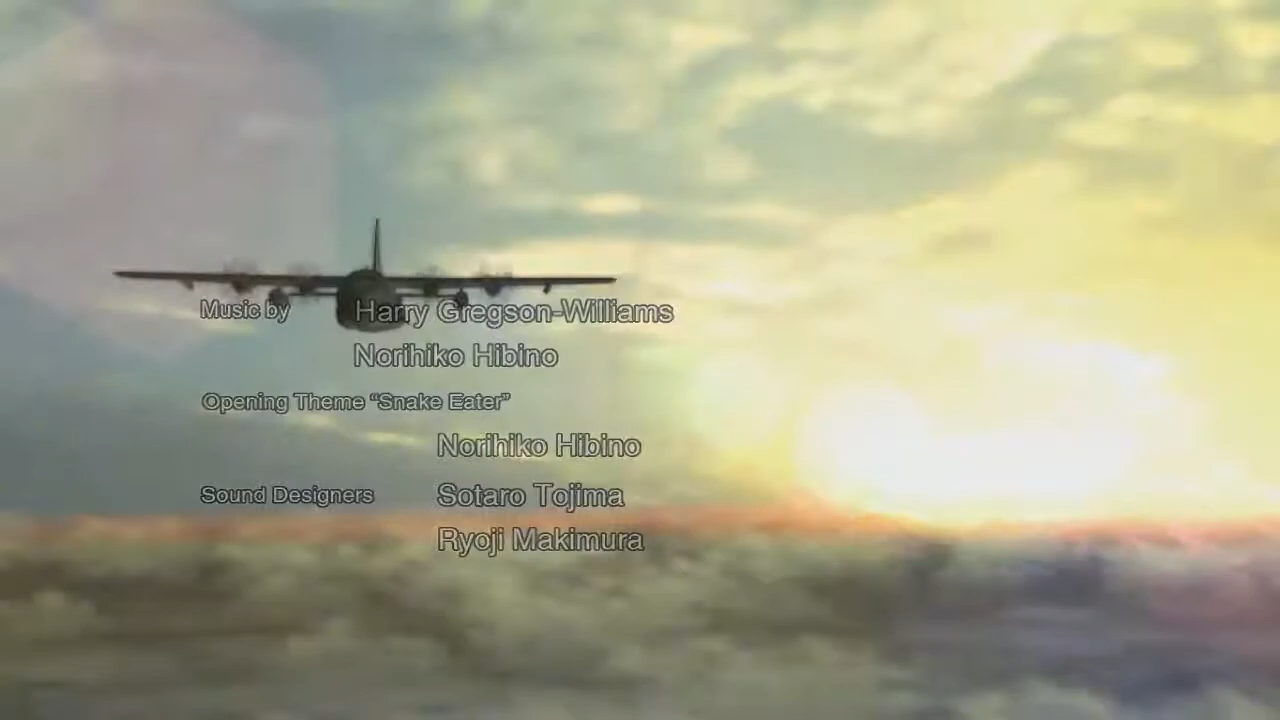 Music by Harry Gregson-Williams
Norihiko Hibino
Opening Theme “Snake Eater”
Norihiko Hibino
Sound Designers Sotaro Tojima
Ryoji Makimura